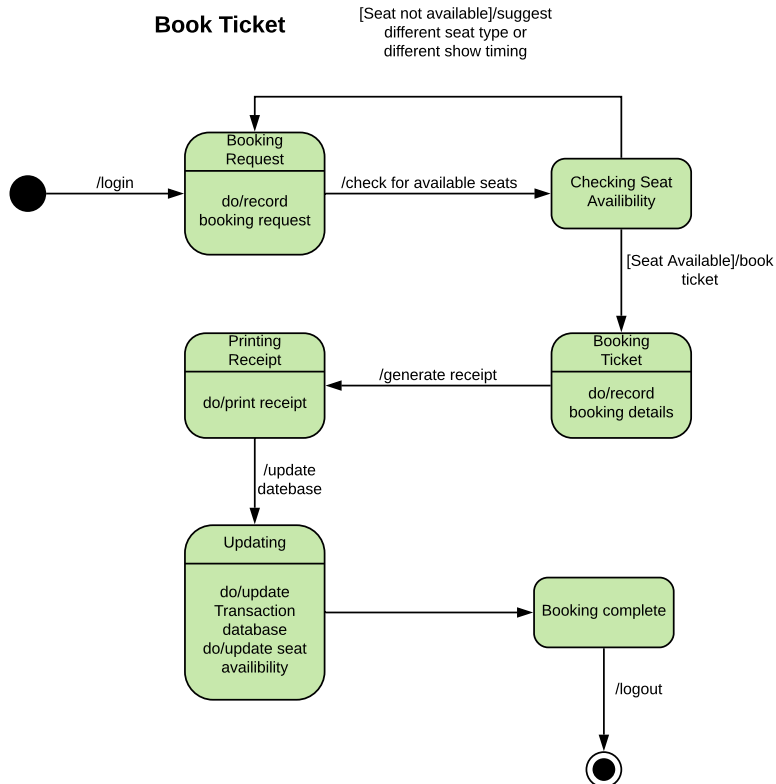 Book Ticket
[Seat not available]/suggest
different seat type or
different show timing
Booking
Request
do/record
booking request
/login
/check for available seats
Checking Seat
Availibility
[Seat Available]/book
ticket
Booking
Ticket
do/record
booking details
/generate receipt
Printing
Receipt
do/print receipt
/update
datebase
Updating
do/update
Transaction
database
do/update seat
availibility
Booking complete
/logout